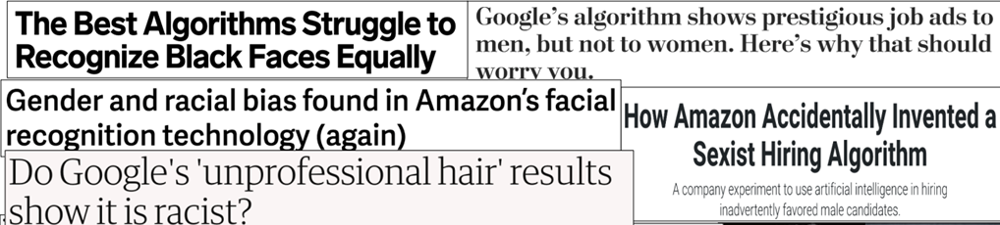 The Best Algorithms Struggle to
Recognize Black Faces Equally
Google’s algorithm shows prestigious job ads to
men, but not to women. Here’s why that should
worry you.
Gender and racial bias found in Amazon’s facial
recognition technology (again)
How Amazon Accidentally Invented a
Sexist Hiring Algorithm
A company experiment to use artificial intelligence in hiring
inadvertently favored male candidates.
Do Google's 'unprofessional hair' results
show it is racist?